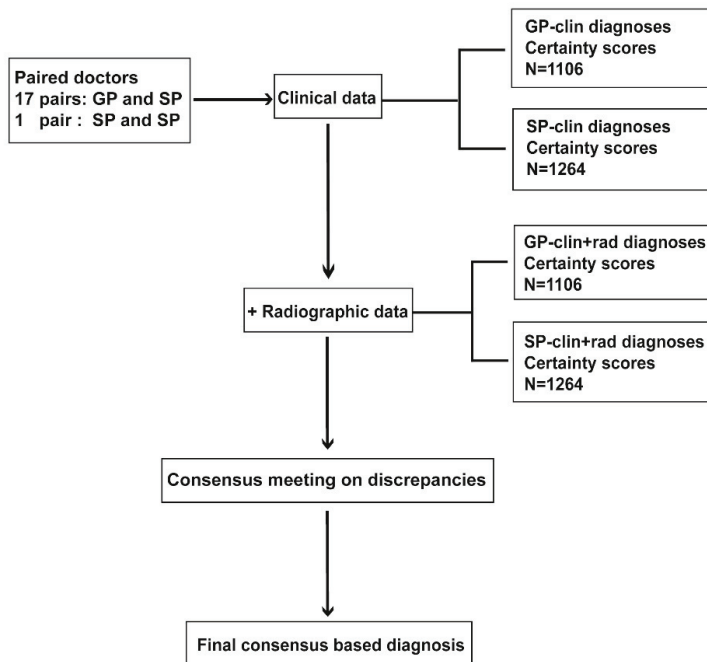 Paired doctors
17 pairs: GP and SP
1 pair : SP and SP
Clinical data
GP-clin diagnoses
Certainty scores
N=1106
SP-clin diagnoses
Certainty scores
N=1264
+ Radiographic data
GP-clin+rad diagnoses
Certainty scores
N=1106
SP-clin+rad diagnoses
Certainty scores
N=1264
Consensus meeting on discrepancies
Final consensus based diagnosis